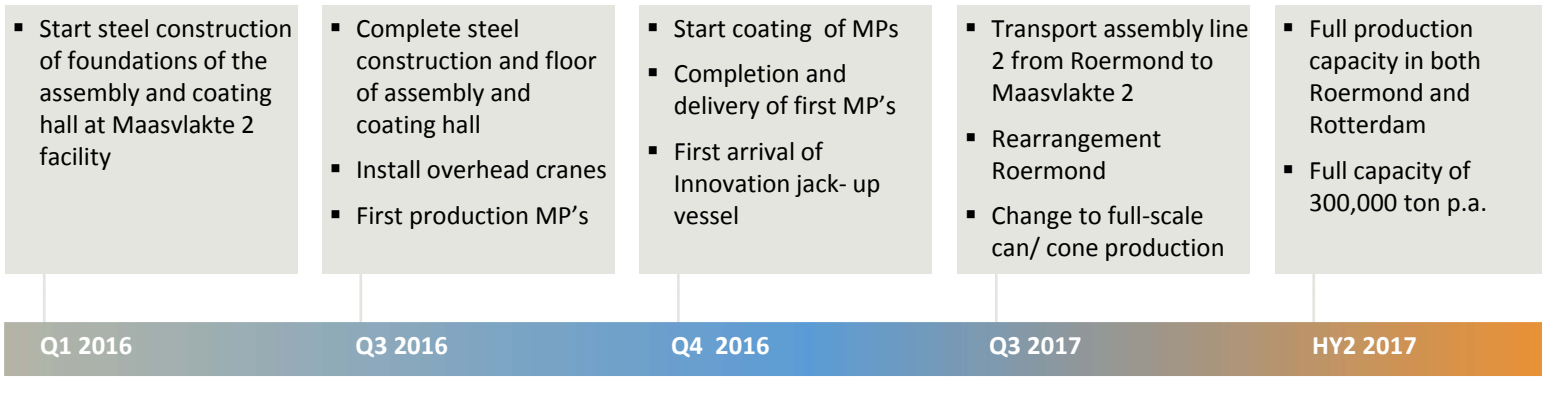 ▪ Start steel construction
of foundations of the
assembly and coating
hall at Maasvlakte 2
facility
▪ Complete steel
construction and floor
of assembly and
coating hall
▪ Install overhead cranes
▪ First production MP’s
▪ Start coating of MPs
▪ Completion and
delivery of first MP’s
▪ First arrival of
Innovation jack- up
vessel
▪ Transport assembly line
2 from Roermond to
Maasvlakte 2
▪ Rearrangement
Roermond
▪ Change to full-scale
can/ cone production
▪ Full production
capacity in both
Roermond and
Rotterdam
▪ Full capacity of
300,000 ton p.a.
Q1 2016
Q3 2016
Q4 2016
Q3 2017
HY2 2017